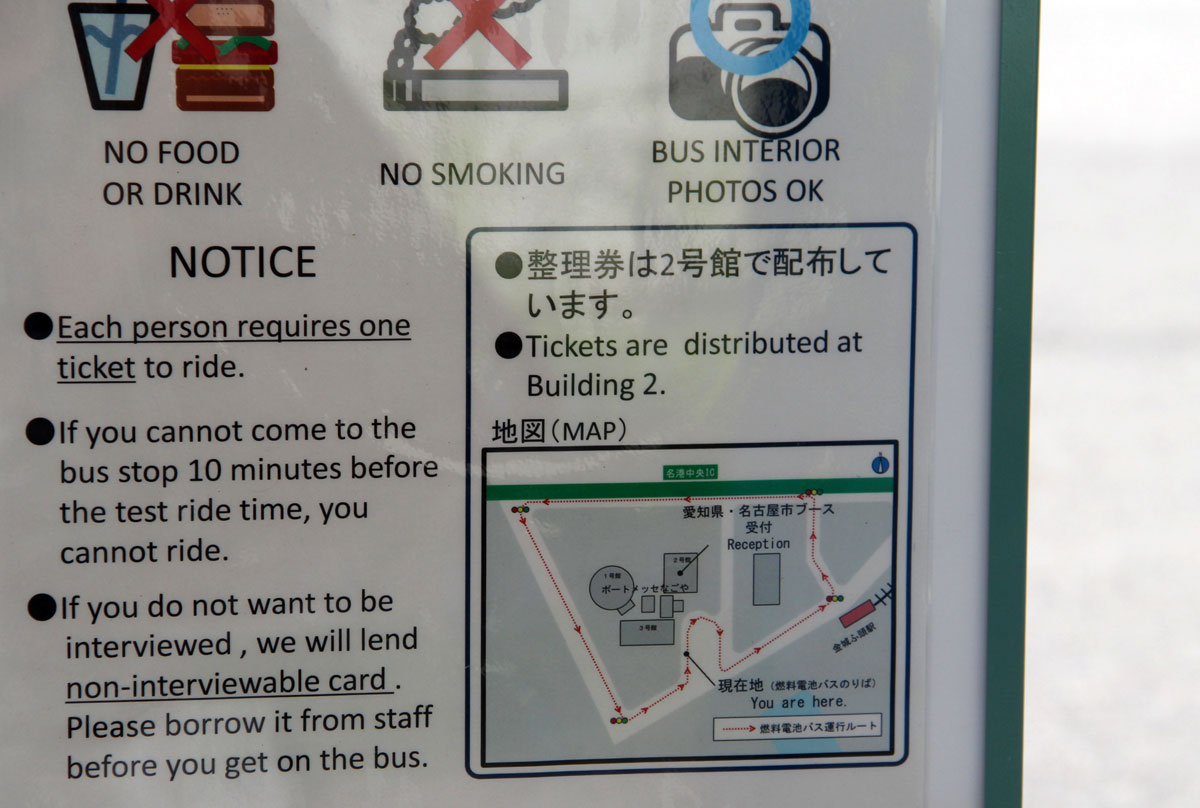 NO FOOD
OR DRINK
NO SMOKING
BUS INTERIOR
PHOTOS OK
NOTICE
●Each person requires one
ticket to ride.
●If you cannot come to the
bus stop 10 minutes before
the test ride time, you
cannot ride.
●If you do not want to be
interviewed , we will lend
non-interviewable card .
Please borrow it from staff
before you get on the bus.
●整理券は2号館で配布して
います。
●Tickets are distributed at
Building 2.
地図(MAP)
名港中央IC
愛知県・名古屋市ブース
受付
Reception
2号館
1号館
ポートメッセなごや
3号館
金城ふ頭駅
現在地(燃料電池バスのりば)
You are here.
燃料電池バス運行ルート